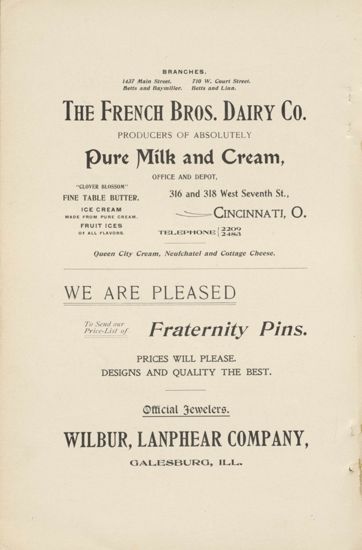 BRANCHES.
1437 Main Street. 710 W. Court Street.
Betts and Baymiller. Betts and Linn.
THE FRENCH BROS. DAIRY CO.
PRODUCERS OF ABSOLUTELY
Pure Milk and Cream,
OFFICE AND DEPOT,
316 and 318 West Seventh St.,
CINCINNATI, O.
TELEPHONE 2209
2483
"CLOVER BLOSSOM"
FINE TABLE BUTTER.
ICE CREAM
MADE FROM PURE CREAM.
FRUIT ICES
OF ALL FLAVORS.
Queen City Cream, Neufchatel and Cottage Cheese.
WE ARE PLEASED
To Send our
Price-List of
Fraternity Pins.
PRICES WILL PLEASE.
DESIGNS AND QUALITY THE BEST.
Official Jewelers.
WILBUR, LANPHEAR COMPANY,
GALESBURG, ILL.